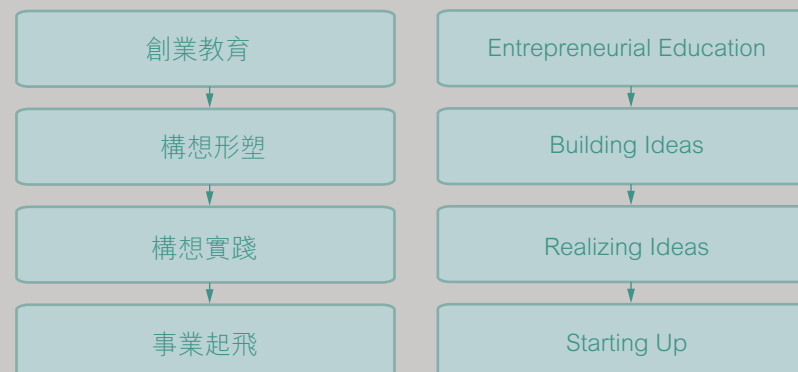 創業教育
構想形塑
構想實踐
事業起飛
Entrepreneurial Education
Building Ideas
Realizing Ideas
Starting Up